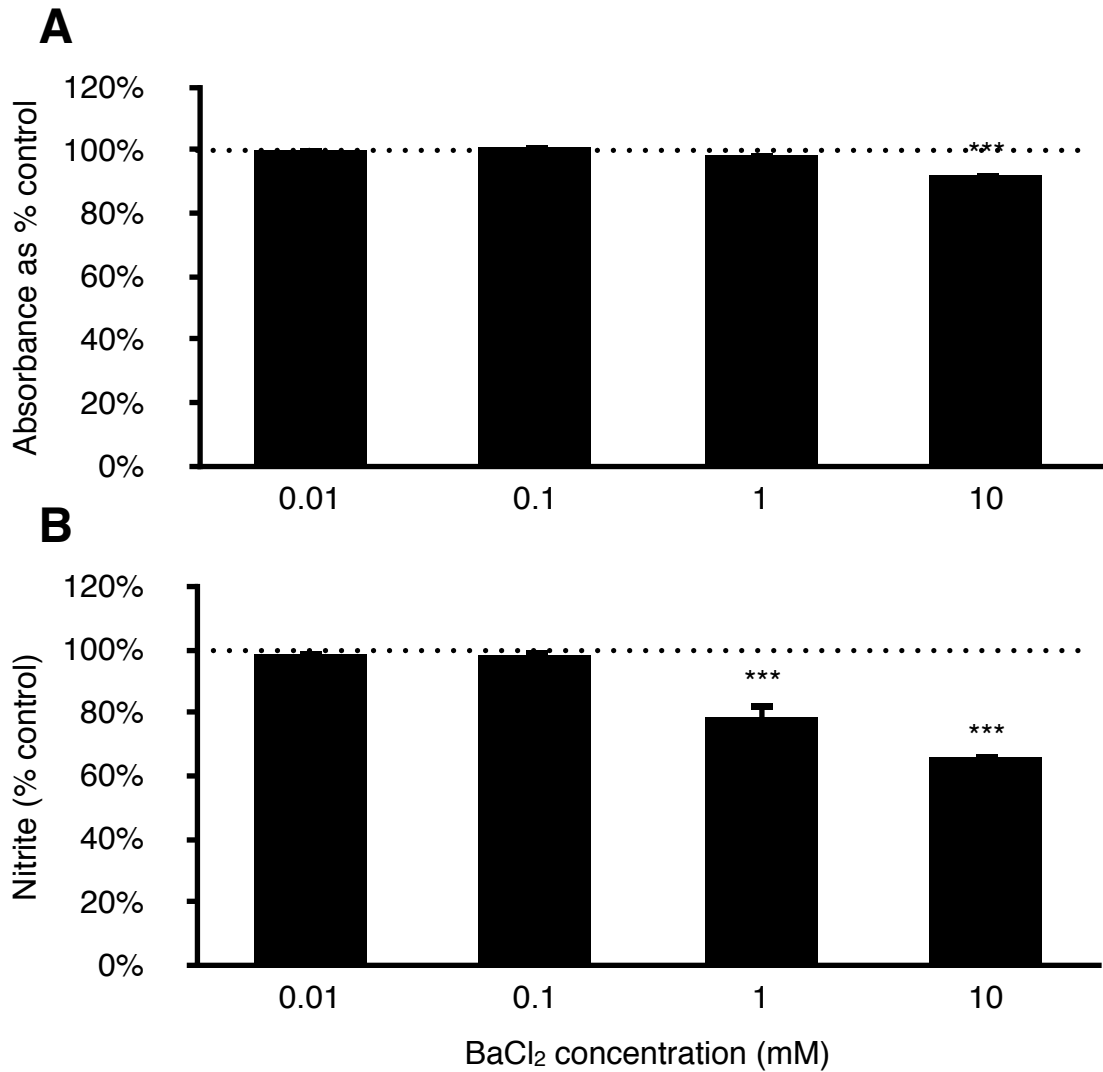 A
Absorbance as % control
120%
100%
80%
60%
40%
20%
0%
***
0.01 0.1 1 10
B
Nitrite (% control)
120%
100%
80%
60%
40%
20%
0%
***
***
0.01 0.1 1 10
BaCl₂ concentration (mM)